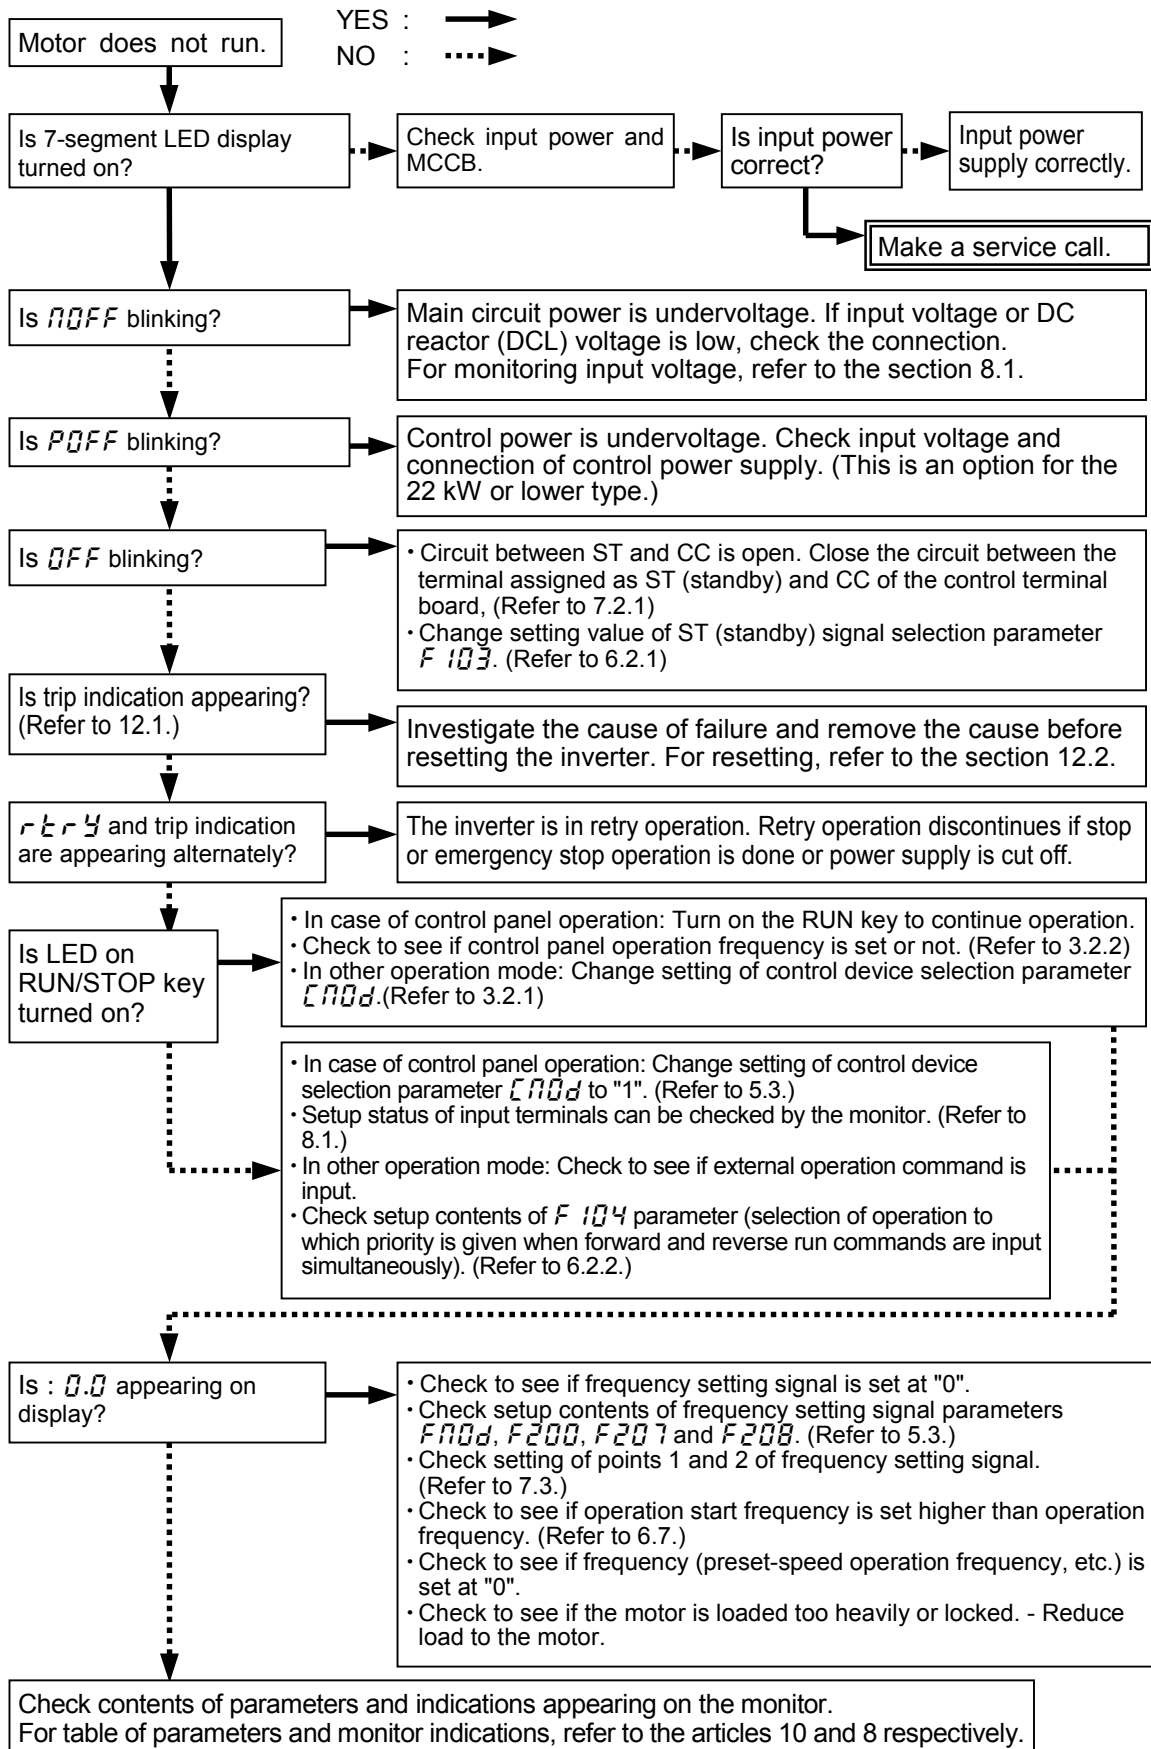 YES :
NO :
Motor does not run.
Is 7-segment LED display
turned on?
Check input power and
MCCB.
Is input power
correct?
Input power
supply correctly.
Make a service call.
Is MOFF blinking?
Main circuit power is undervoltage. If input voltage or DC
reactor (DCL) voltage is low, check the connection.
For monitoring input voltage, refer to the section 8.1.
Is POFF blinking?
Control power is undervoltage. Check input voltage and
connection of control power supply. (This is an option for the
22 kW or lower type.)
Is OFF blinking?
・Circuit between ST and CC is open. Close the circuit between the
terminal assigned as ST (standby) and CC of the control terminal
board, (Refer to 7.2.1)
・Change setting value of ST (standby) signal selection parameter
F103. (Refer to 6.2.1)
Is trip indication appearing?
(Refer to 12.1.)
Investigate the cause of failure and remove the cause before
resetting the inverter. For resetting, refer to the section 12.2.
rtry and trip indication
are appearing alternately?
The inverter is in retry operation. Retry operation discontinues if stop
or emergency stop operation is done or power supply is cut off.
Is LED on
RUN/STOP key
turned on?
・In case of control panel operation: Turn on the RUN key to continue operation.
・Check to see if control panel operation frequency is set or not. (Refer to 3.2.2)
・In other operation mode: Change setting of control device selection parameter
CMOd.(Refer to 3.2.1)
・In case of control panel operation: Change setting of control device
selection parameter CMOd to "1". (Refer to 5.3.)
・Setup status of input terminals can be checked by the monitor. (Refer to
8.1.)
・In other operation mode: Check to see if external operation command is
input.
・Check setup contents of F104 parameter (selection of operation to
which priority is given when forward and reverse run commands are input
simultaneously). (Refer to 6.2.2.)
Is : 0.0 appearing on
display?
・Check to see if frequency setting signal is set at "0".
・Check setup contents of frequency setting signal parameters
FMOd, F200, F207 and F208. (Refer to 5.3.)
・Check setting of points 1 and 2 of frequency setting signal.
(Refer to 7.3.)
・Check to see if operation start frequency is set higher than operation
frequency. (Refer to 6.7.)
・Check to see if frequency (preset-speed operation frequency, etc.) is
set at "0".
・Check to see if the motor is loaded too heavily or locked. - Reduce
load to the motor.
Check contents of parameters and indications appearing on the monitor.
For table of parameters and monitor indications, refer to the articles 10 and 8 respectively.